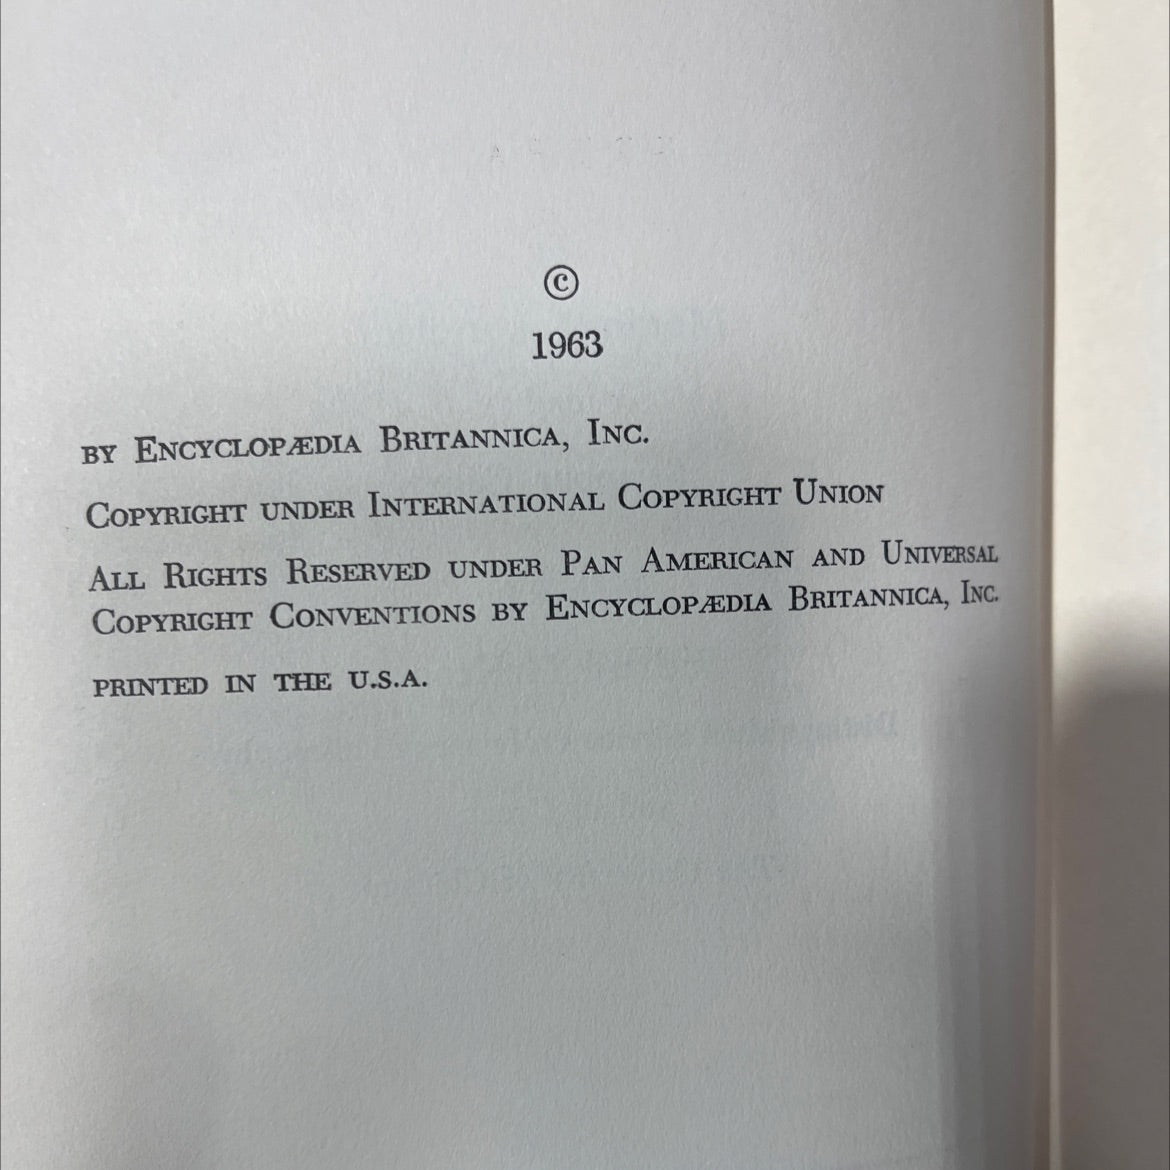 ©
1963
BY ENCYCLOPÆDIA BRITANNICA, INC.
COPYRIGHT UNDER INTERNATIONAL COPYRIGHT UNION
ALL RIGHTS RESERVED UNDER PAN AMERICAN AND UNIVERSAL
COPYRIGHT CONVENTIONS BY ENCYCLOPÆDIA BRITANNICA, INC.
PRINTED IN THE U.S.A.